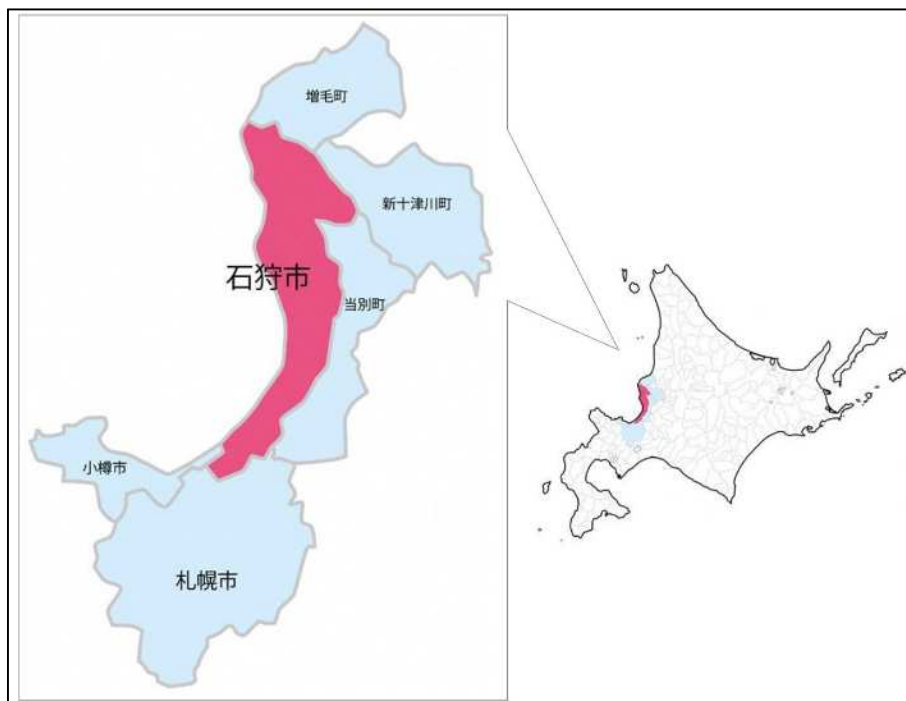 増毛町
新十津川町
石狩市
当別町
小樽市
札幌市